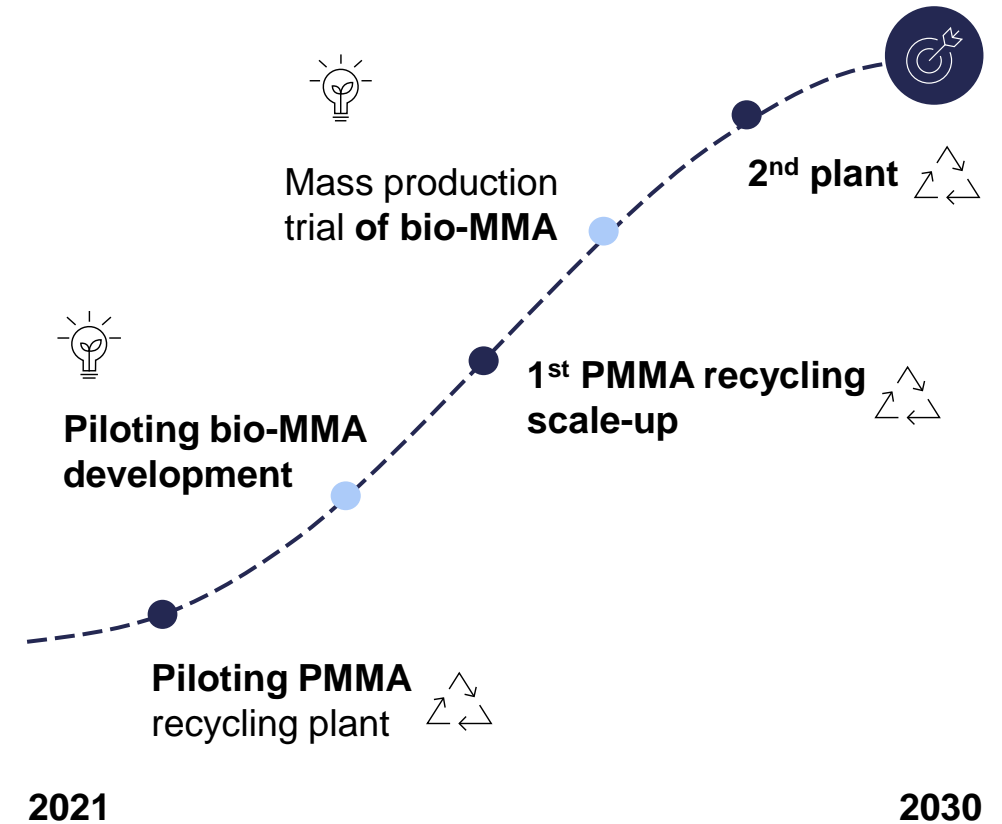 Mass production
trial of bio-MMA
2nd plant
1st PMMA recycling
scale-up
Piloting bio-MMA
development
Piloting PMMA
recycling plant
2021
2030